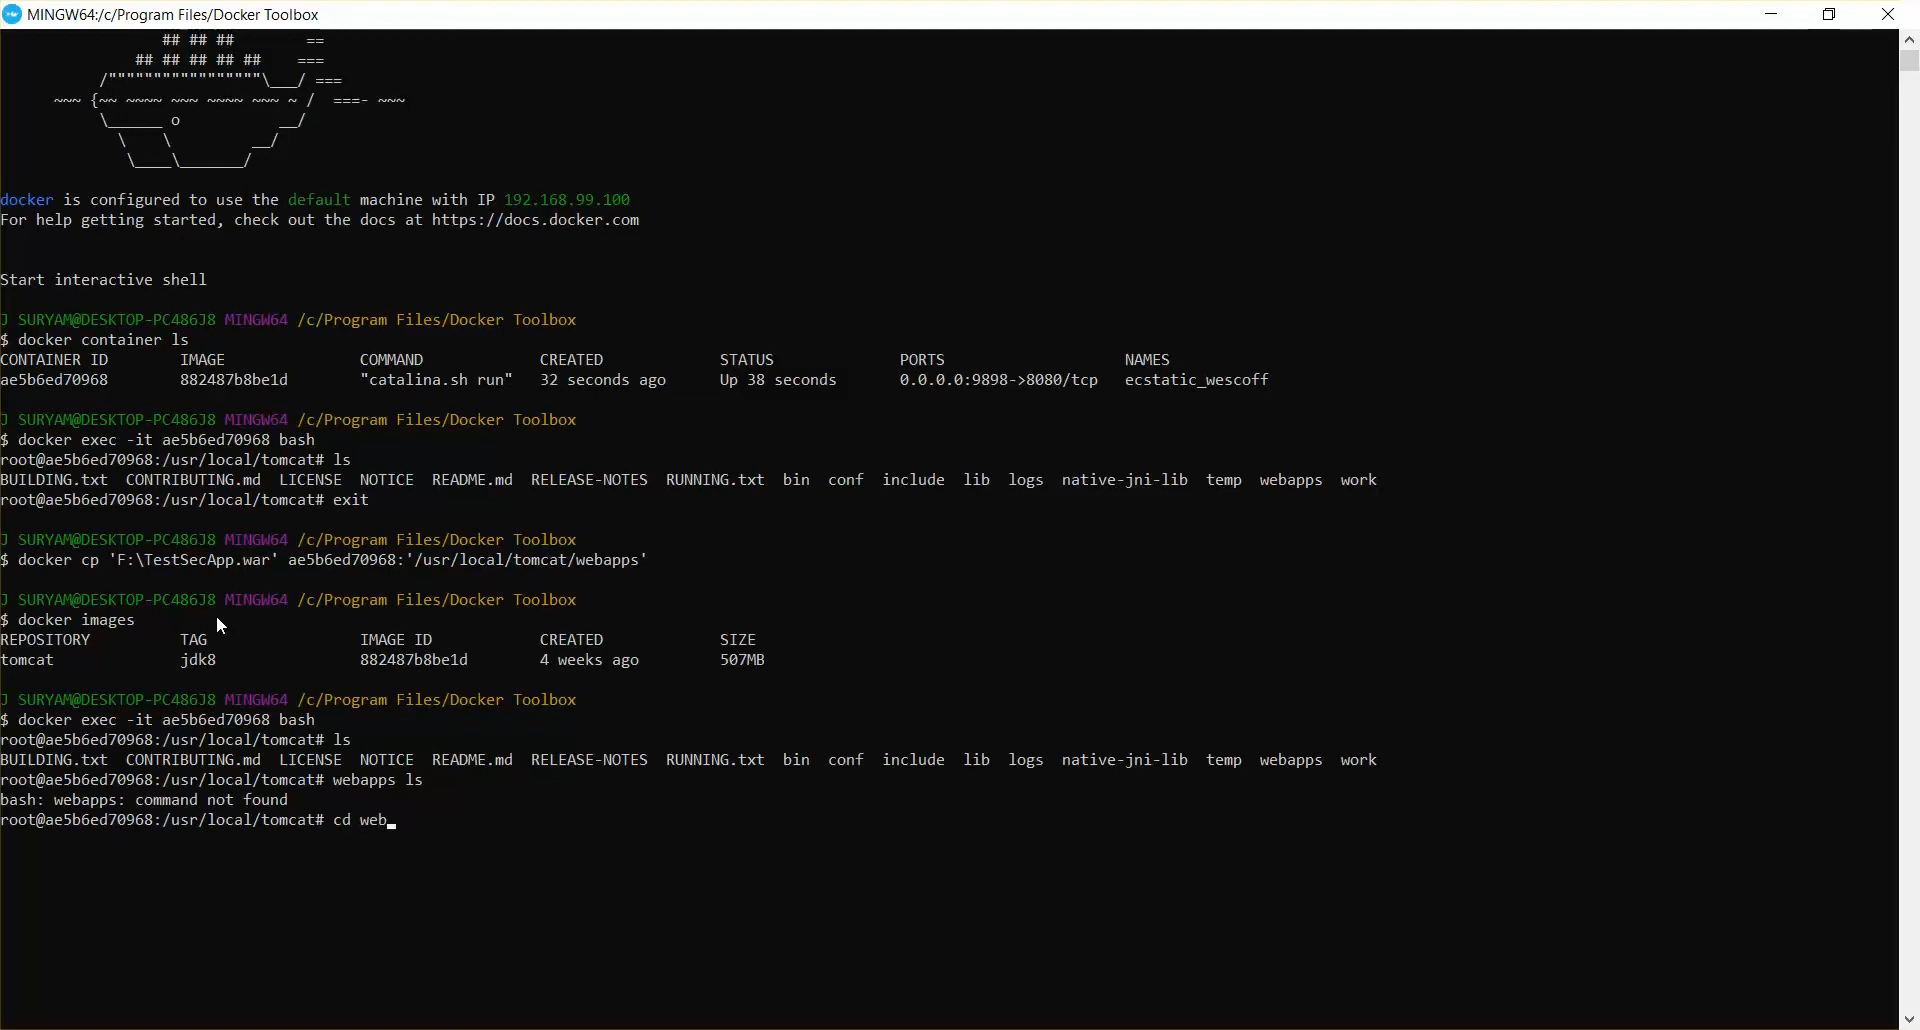 MINGW64:/c/Program Files/Docker Toolbox
## ## ##        ==
## ## ## ## ##    ===
/"""""""""""""""""\___/ ===
~~~ {~~ ~~~~ ~~~ ~~~~ ~~~ ~ /  ===- ~~~
\______ o           __/
\    \         __/
\____\_______/
docker is configured to use the default machine with IP 192.168.99.100
For help getting started, check out the docs at https://docs.docker.com
Start interactive shell
J SURYAM@DESKTOP-PC486J8 MINGW64 /c/Program Files/Docker Toolbox
$ docker container ls
CONTAINER ID        IMAGE               COMMAND             CREATED             STATUS              PORTS                    NAMES
ae5b6ed70968        882487b8be1d        "catalina.sh run"   32 seconds ago      Up 38 seconds       0.0.0.0:9898->8080/tcp   ecstatic_wescoff
J SURYAM@DESKTOP-PC486J8 MINGW64 /c/Program Files/Docker Toolbox
$ docker exec -it ae5b6ed70968 bash
root@ae5b6ed70968:/usr/local/tomcat# ls
BUILDING.txt  CONTRIBUTING.md  LICENSE  NOTICE  README.md  RELEASE-NOTES  RUNNING.txt  bin  conf  include  lib  logs  native-jni-lib  temp  webapps  work
root@ae5b6ed70968:/usr/local/tomcat# exit
J SURYAM@DESKTOP-PC486J8 MINGW64 /c/Program Files/Docker Toolbox
$ docker cp 'F:\TestSecApp.war' ae5b6ed70968:'/usr/local/tomcat/webapps'
J SURYAM@DESKTOP-PC486J8 MINGW64 /c/Program Files/Docker Toolbox
$ docker images
REPOSITORY          TAG                 IMAGE ID            CREATED             SIZE
tomcat              jdk8                882487b8be1d        4 weeks ago         507MB
J SURYAM@DESKTOP-PC486J8 MINGW64 /c/Program Files/Docker Toolbox
$ docker exec -it ae5b6ed70968 bash
root@ae5b6ed70968:/usr/local/tomcat# ls
BUILDING.txt  CONTRIBUTING.md  LICENSE  NOTICE  README.md  RELEASE-NOTES  RUNNING.txt  bin  conf  include  lib  logs  native-jni-lib  temp  webapps  work
root@ae5b6ed70968:/usr/local/tomcat# webapps ls
bash: webapps: command not found
root@ae5b6ed70968:/usr/local/tomcat# cd web